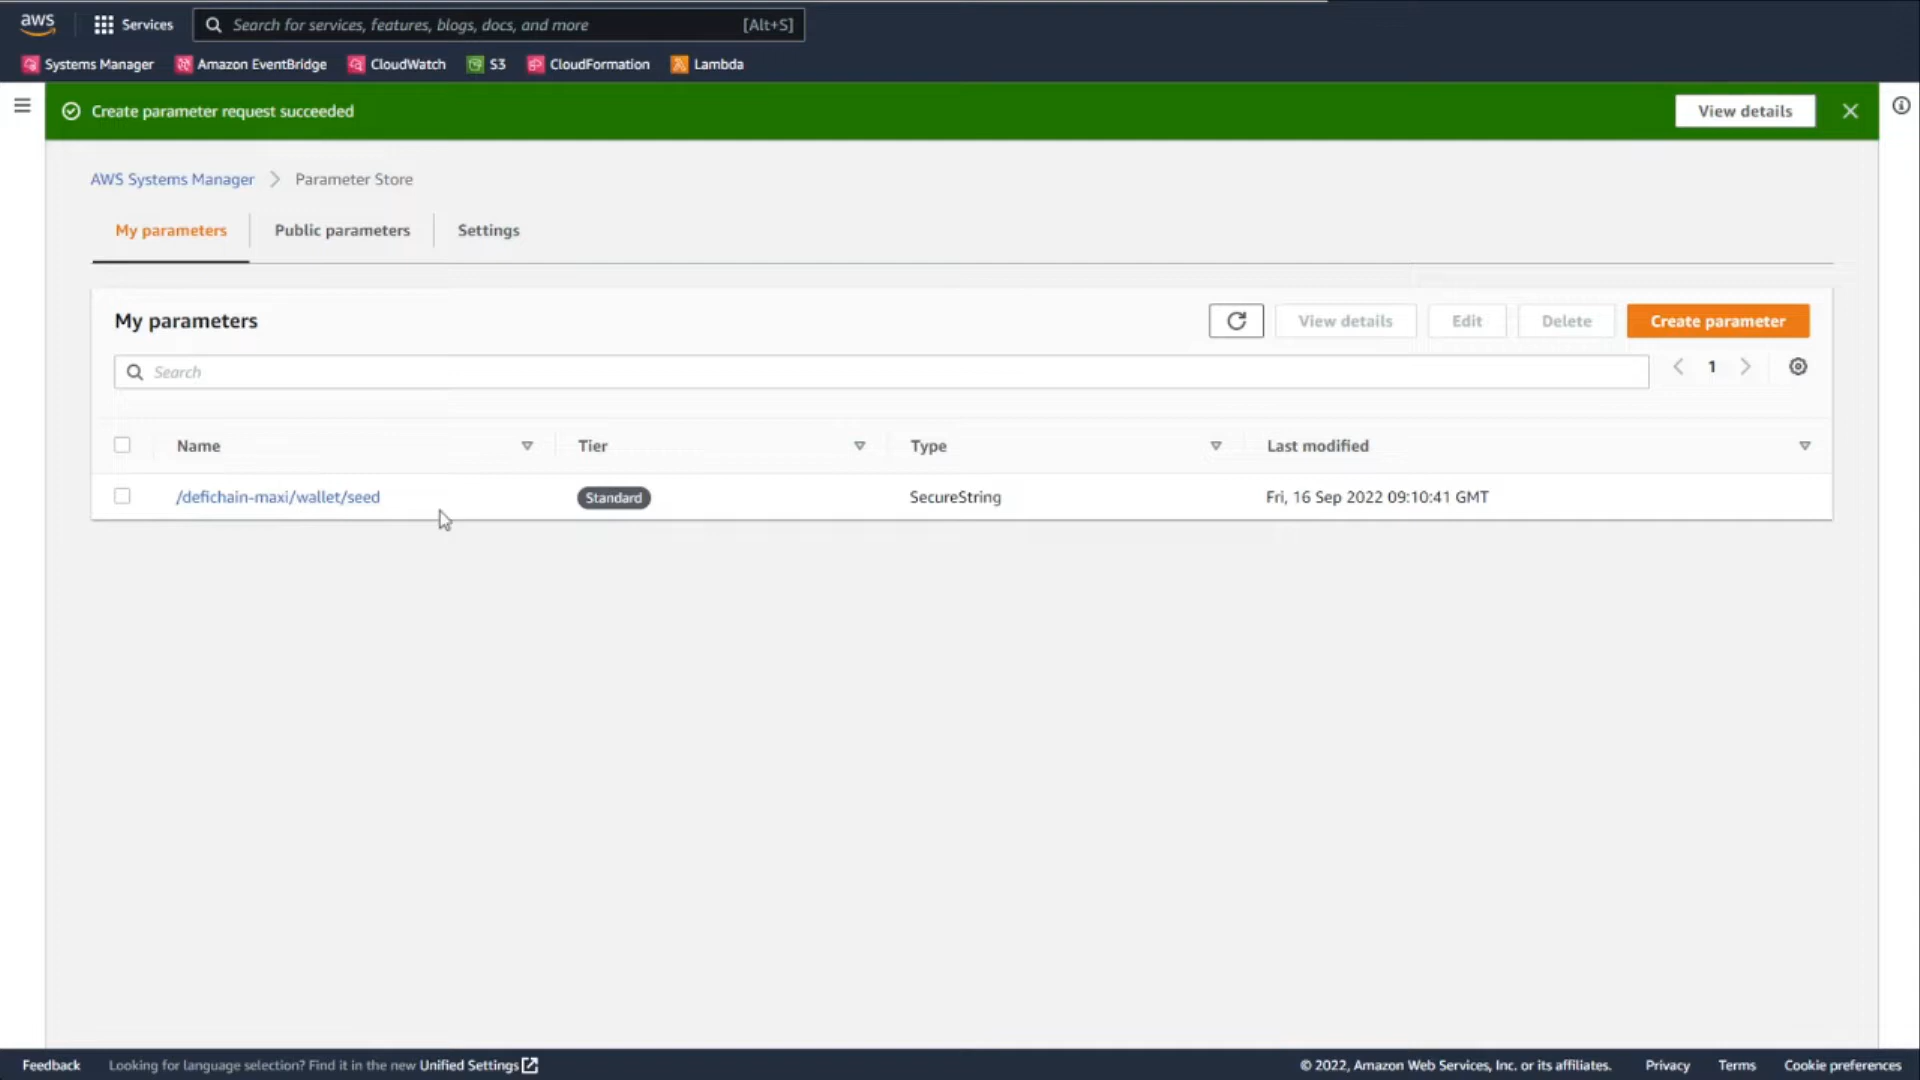 aws Services Search for services, features, blogs, docs, and more [Alt+S]
Systems Manager Amazon EventBridge CloudWatch S3 CloudFormation Lambda
Create parameter request succeeded View details
AWS Systems Manager Parameter Store
My parameters Public parameters Settings
My parameters View details Edit Delete Create parameter
Search 1
Name Tier Type Last modified
/defichain-maxi/wallet/seed Standard SecureString Fri, 16 Sep 2022 09:10:41 GMT
Feedback Looking for language selection? Find it in the new Unified Settings © 2022, Amazon Web Services, Inc. or its affiliates. Privacy Terms Cookie preferences